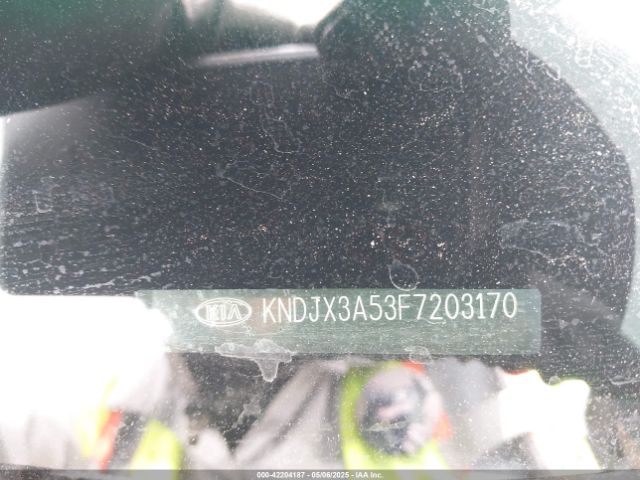 KIA KNDJX3A53F7203170
000-42204187 - 05/06/2025 - IAA Inc.